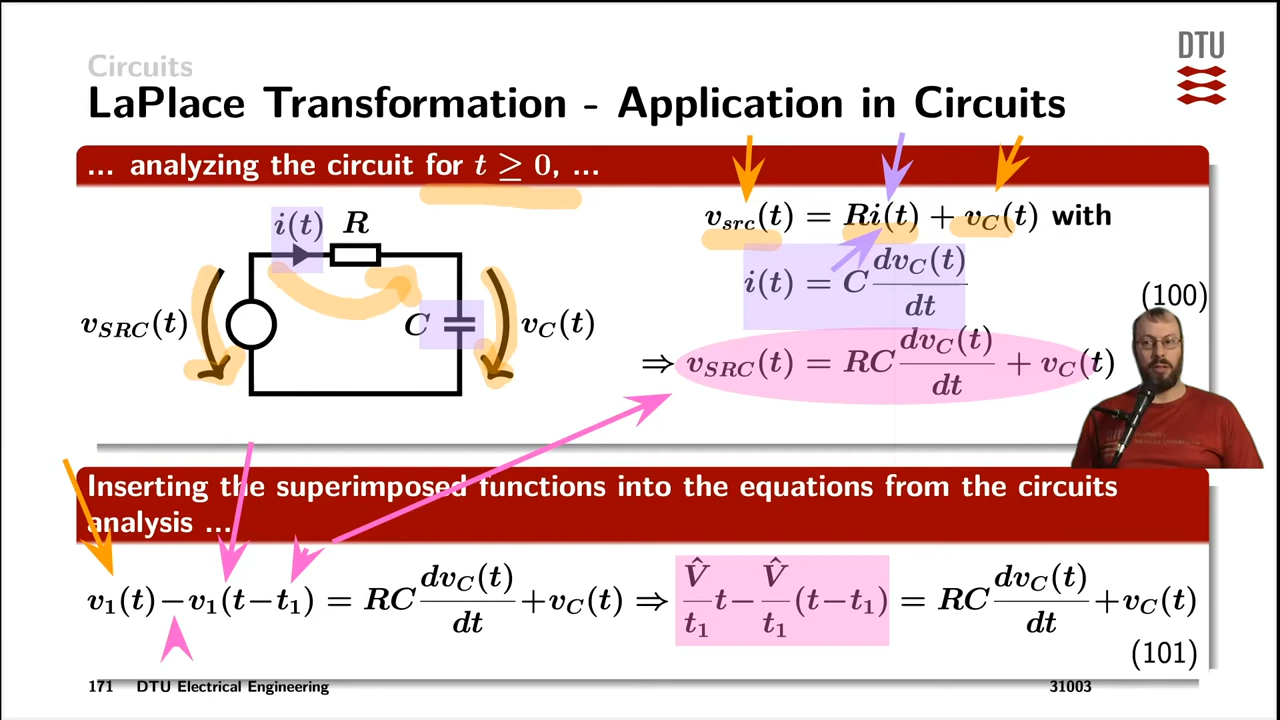 Circuits
DTU
LaPlace Transformation - Application in Circuits
... analyzing the circuit for t ≥ 0, ...
i(t) R
v_SRC(t) C v_C(t)
v_src(t) = Ri(t) + v_C(t) with
i(t) = C dv_C(t)/dt
(100)
⇒ v_SRC(t) = RC dv_C(t)/dt + v_C(t)
Inserting the superimposed functions into the equations from the circuits
analysis ...
v₁(t) − v₁(t−t₁) = RC dv_C(t)/dt + v_C(t) ⇒ V̂/t₁ t − V̂/t₁ (t−t₁) = RC dv_C(t)/dt + v_C(t)
(101)
171 DTU Electrical Engineering 31003